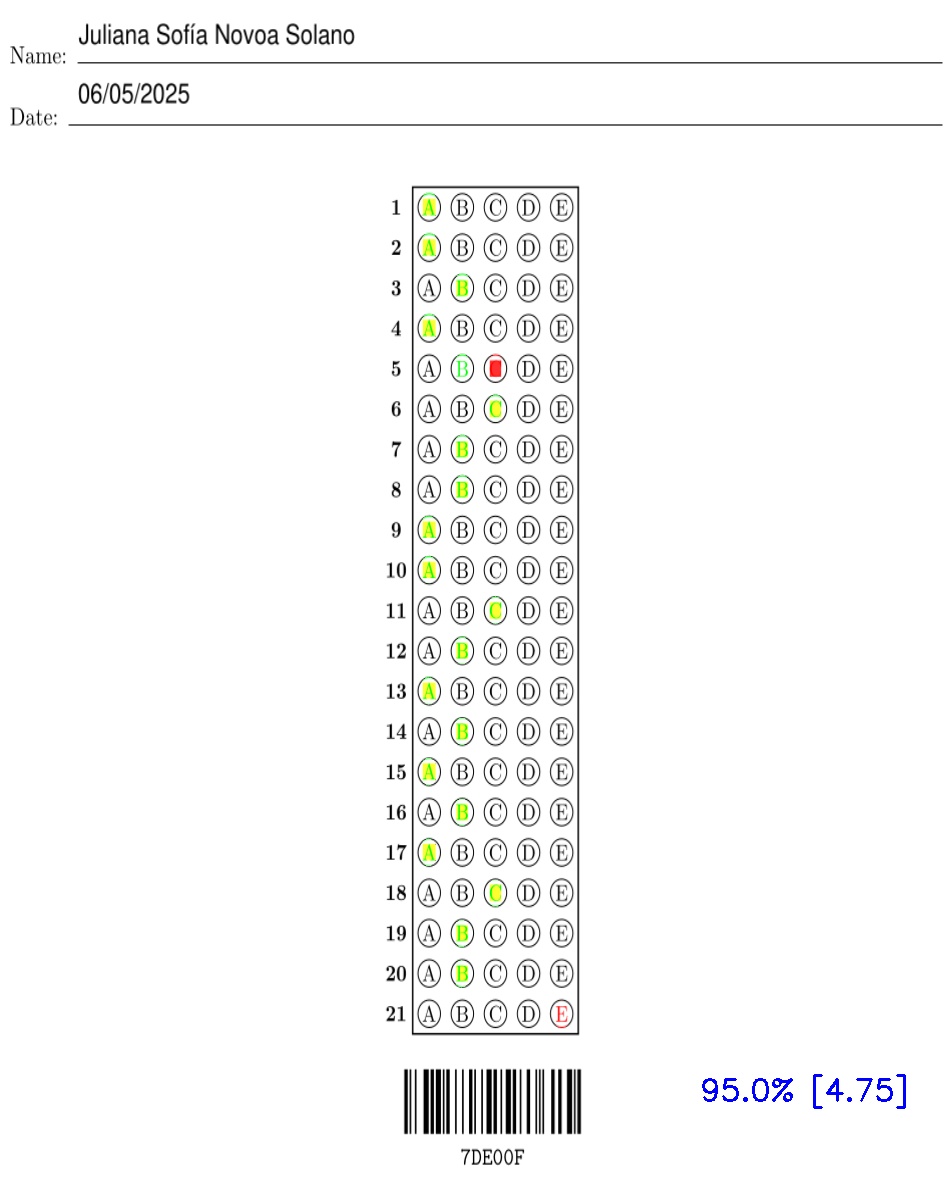 Juliana Sofía Novoa Solano
Name:
06/05/2025
Date:
1 A B C D E
2 A B C D E
3 A B C D E
4 A B C D E
5 A B C D E
6 A B C D E
7 A B C D E
8 A B C D E
9 A B C D E
10 A B C D E
11 A B C D E
12 A B C D E
13 A B C D E
14 A B C D E
15 A B C D E
16 A B C D E
17 A B C D E
18 A B C D E
19 A B C D E
20 A B C D E
21 A B C D E
95.0% [4.75]
7DE00F